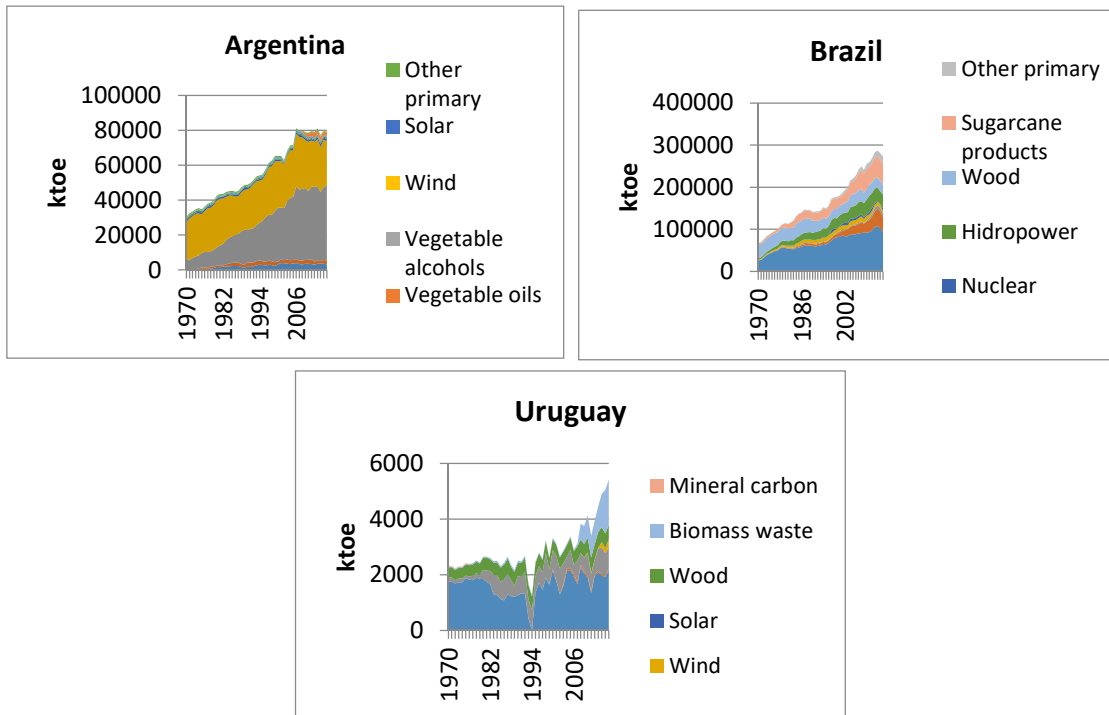 Argentina
100000
80000
60000
40000
20000
0
ktoe
1970
1982
1994
2006
Other
primary
Solar
Wind
Vegetable
alcohols
Vegetable oils
Brazil
400000
300000
200000
100000
0
ktoe
1970
1986
2002
Other primary
Sugarcane
products
Wood
Hidropower
Nuclear
Uruguay
6000
4000
2000
0
ktoe
1970
1982
1994
2006
Mineral carbon
Biomass waste
Wood
Solar
Wind